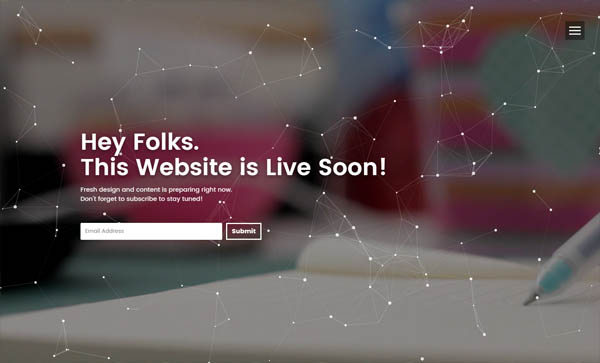 Hey Folks.
This Website is Live Soon!
Fresh design and content is preparing right now.
Don't forget to subscribe to stay tuned!
Email Address
Submit